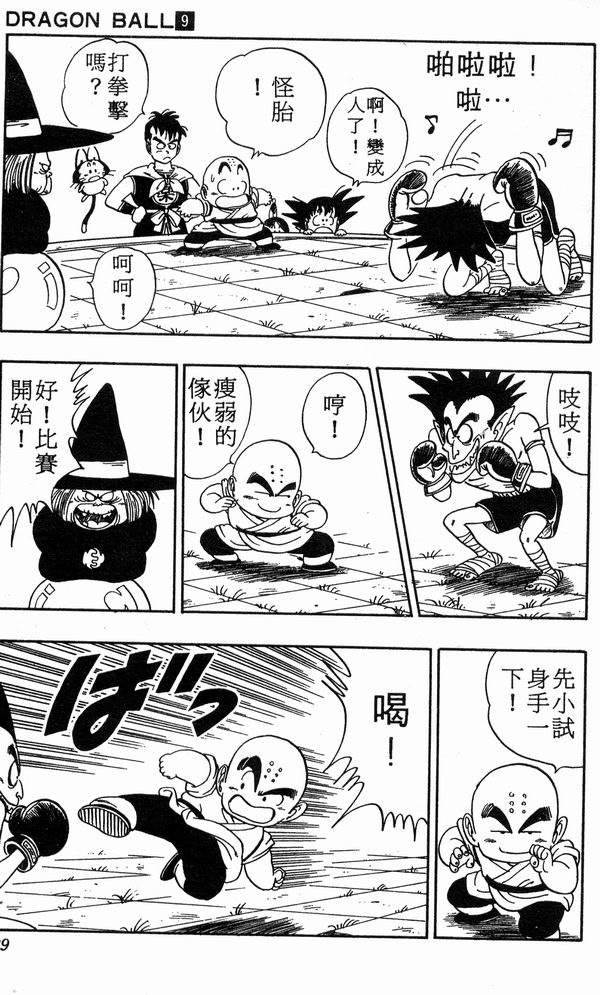 DRAGON BALL 9
啪啦啦！
啦⋯
啊！變成
人了！
怪胎
！
打拳擊
嗎？
呵呵！
吱吱！
哼！
瘦弱的
傢伙！
好！比賽
開始！
先小試
身手一
下！
喝！
ばっ